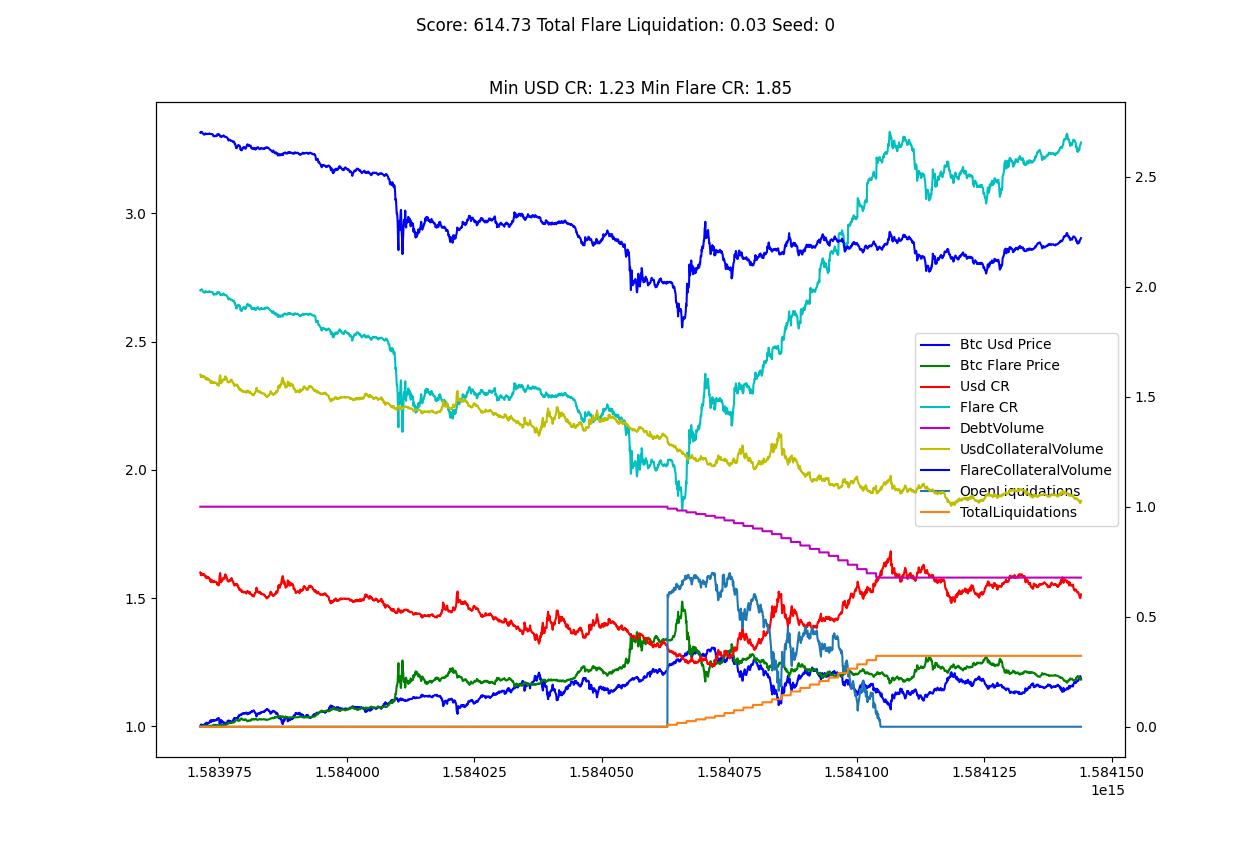 Score: 614.73 Total Flare Liquidation: 0.03 Seed: 0
Min USD CR: 1.23 Min Flare CR: 1.85
3.0
2.5
2.0
1.5
1.0
2.5
2.0
1.5
1.0
0.5
0.0
Btc Usd Price
Btc Flare Price
Usd CR
Flare CR
DebtVolume
UsdCollateralVolume
FlareCollateralVolume
OpenLiquidations
TotalLiquidations
1.583975 1.584000 1.584025 1.584050 1.584075 1.584100 1.584125 1.584150
1e15